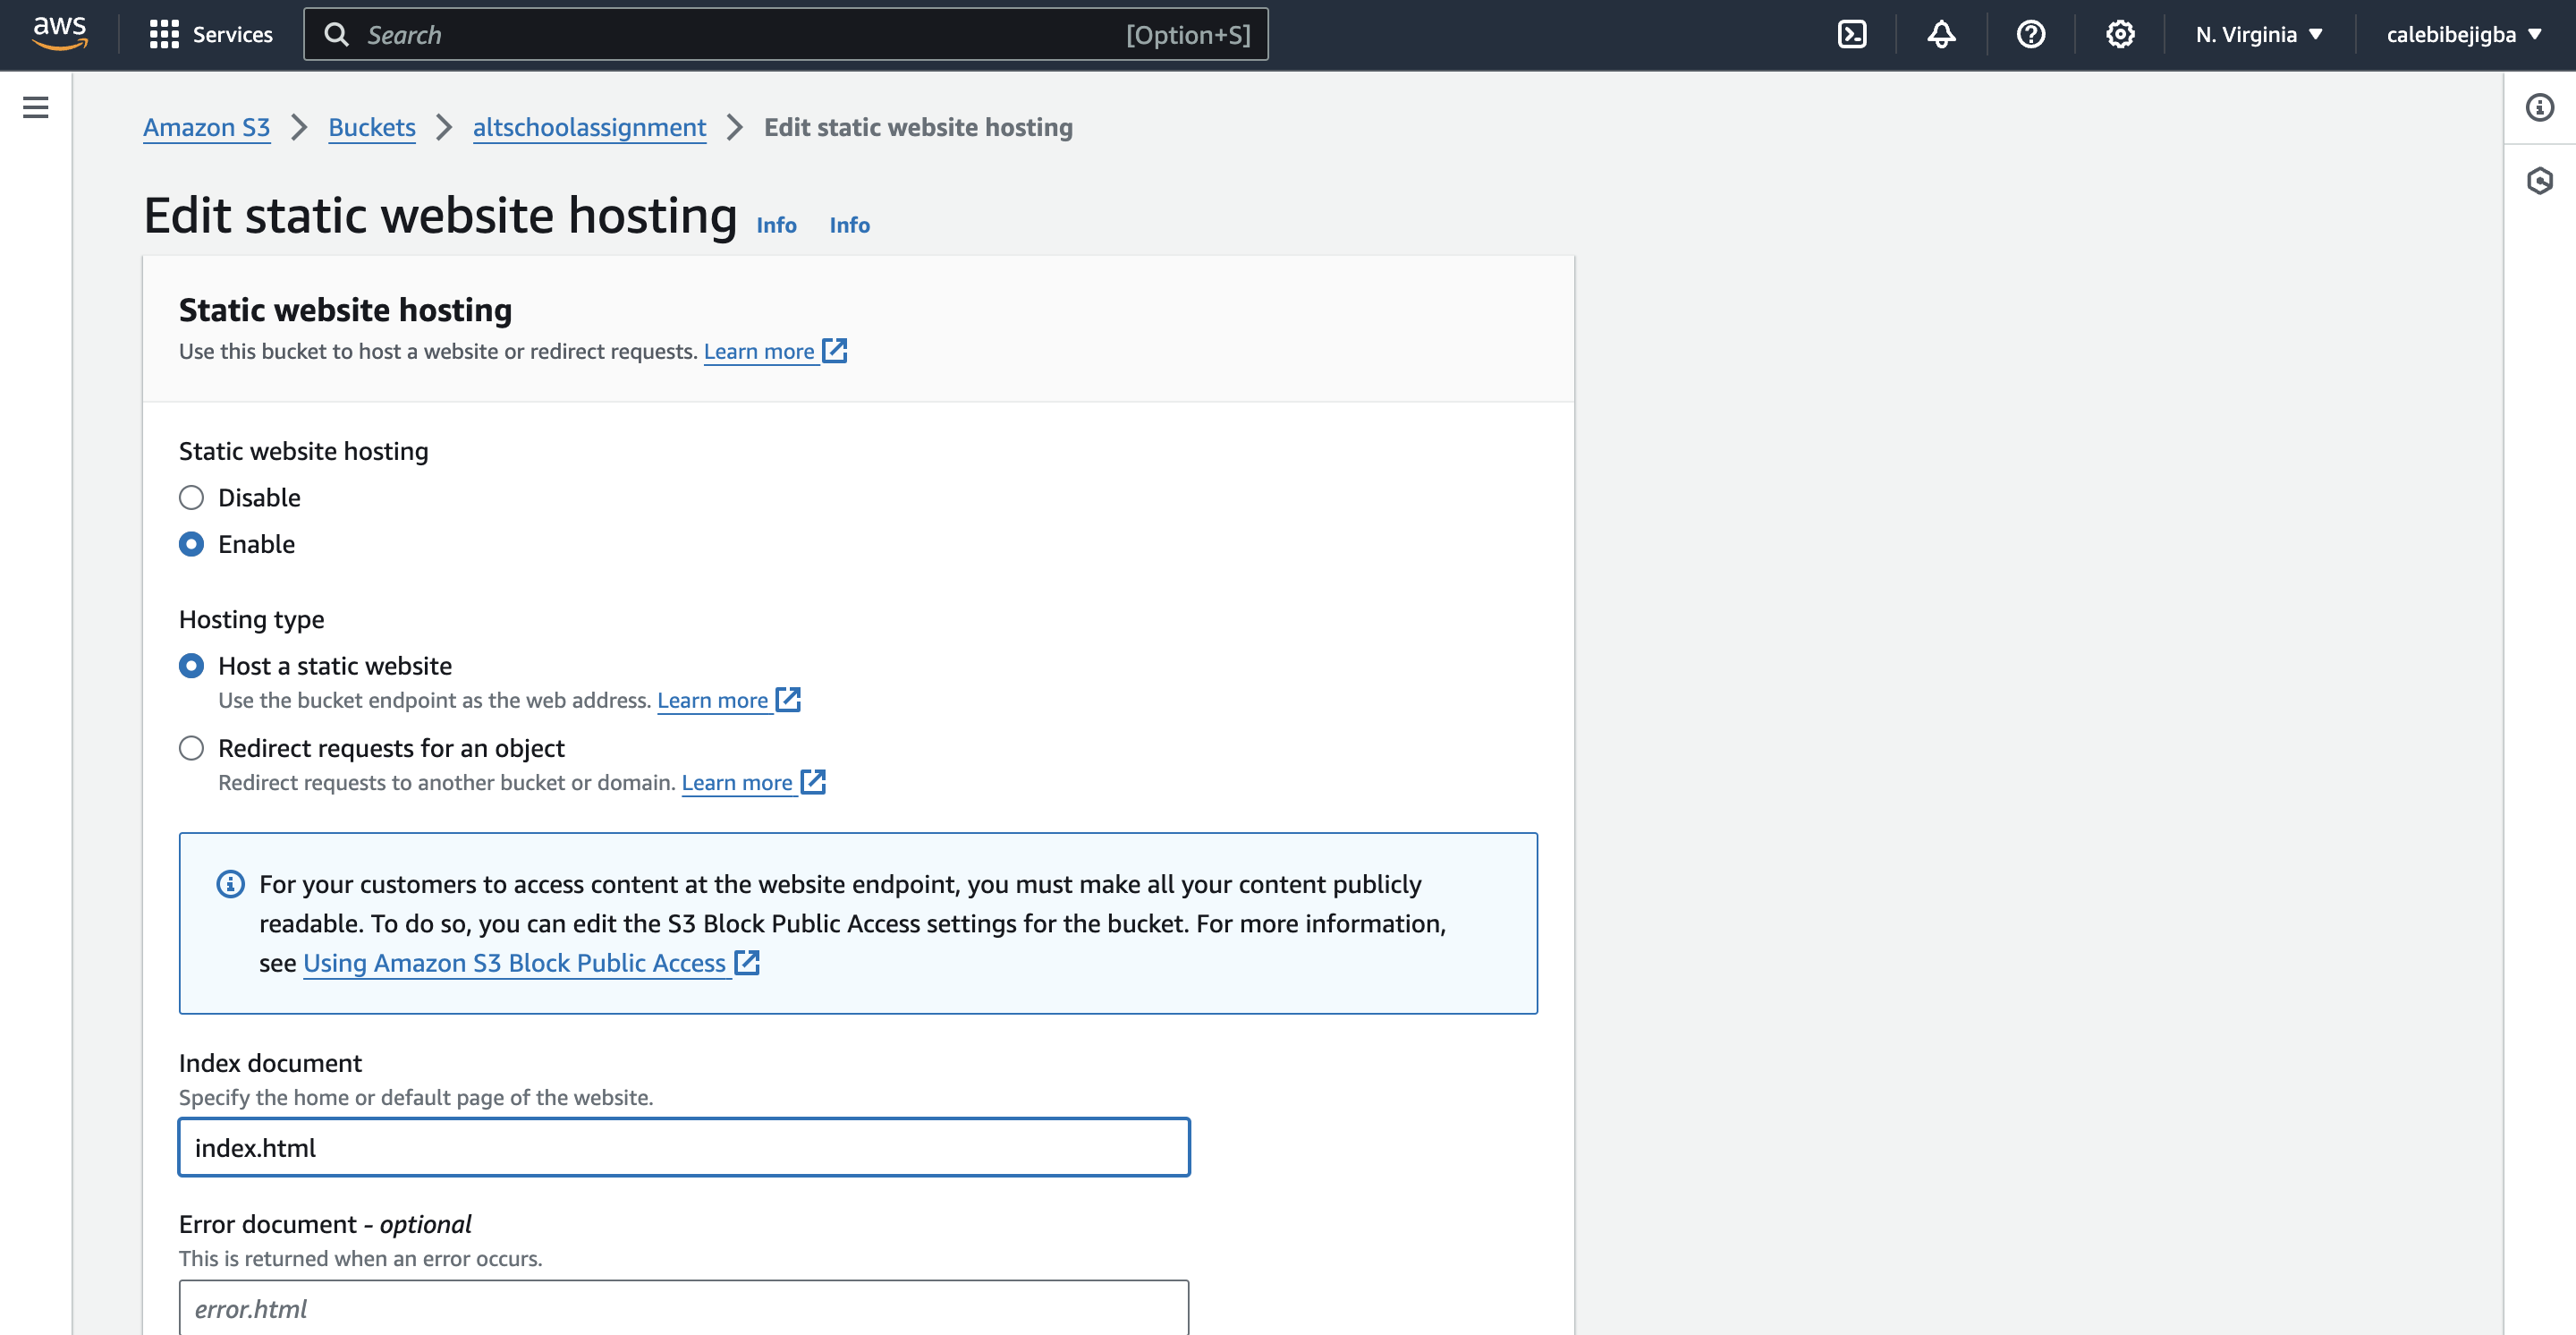 aws Services Search [Option+S] N. Virginia calebibejigba
Amazon S3 Buckets altschoolassignment Edit static website hosting
Edit static website hosting Info Info
Static website hosting
Use this bucket to host a website or redirect requests. Learn more
Static website hosting
Disable
Enable
Hosting type
Host a static website
Use the bucket endpoint as the web address. Learn more
Redirect requests for an object
Redirect requests to another bucket or domain. Learn more
For your customers to access content at the website endpoint, you must make all your content publicly
readable. To do so, you can edit the S3 Block Public Access settings for the bucket. For more information,
see Using Amazon S3 Block Public Access
Index document
Specify the home or default page of the website.
index.html
Error document - optional
This is returned when an error occurs.
error.html